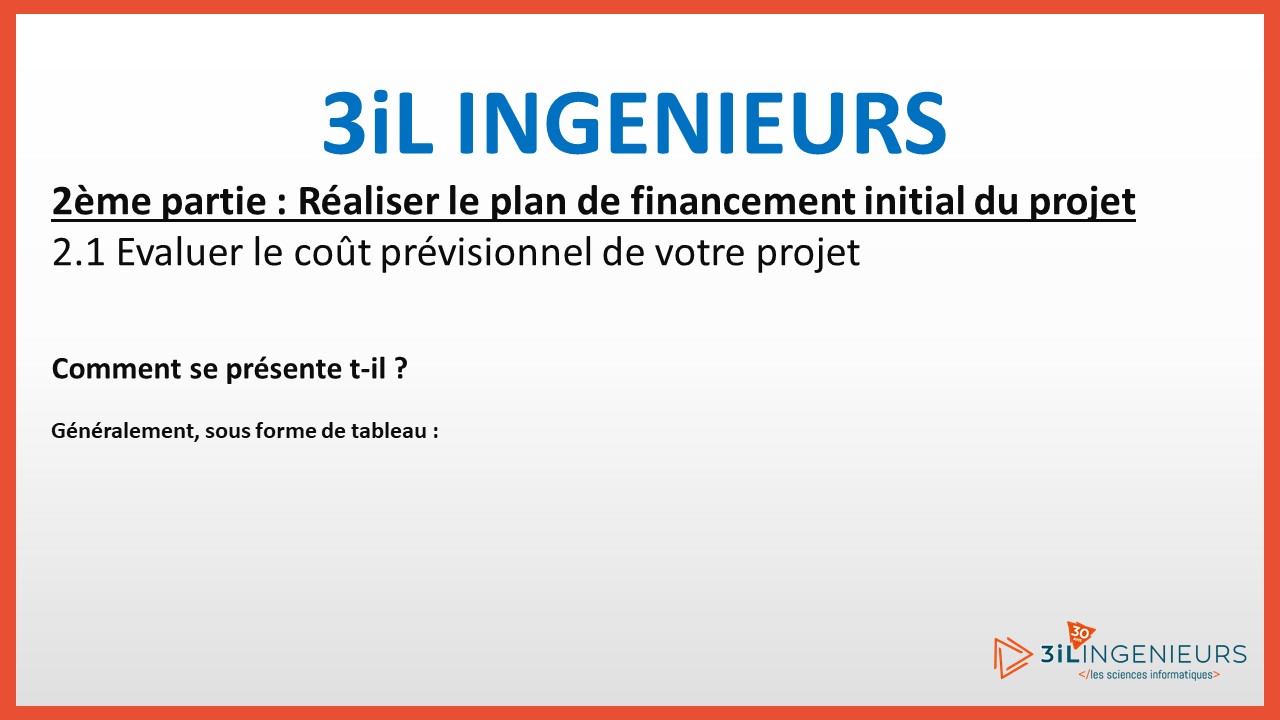 3iL INGENIEURS
2ème partie : Réaliser le plan de financement initial du projet
2.1 Evaluer le coût prévisionnel de votre projet
Comment se présente t-il ?
Généralement, sous forme de tableau :
30
3iLINGENIEURS
</les sciences informatiques>